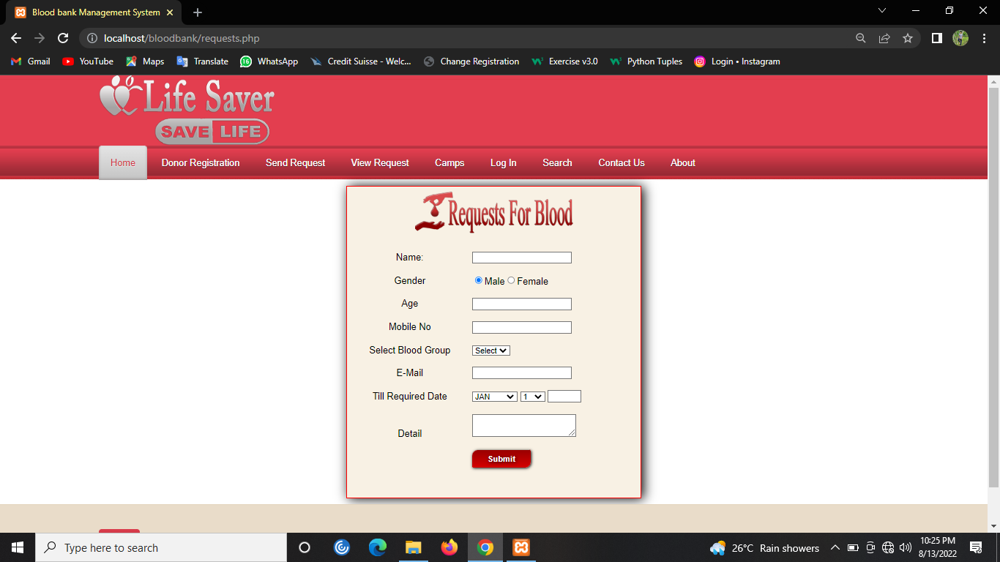 Blood bank Management System
localhost/bloodbank/requests.php
Gmail YouTube Maps Translate 16 WhatsApp Credit Suisse - Welc... Change Registration Exercise v3.0 Python Tuples Login • Instagram
Life Saver
SAVE LIFE
Home Donor Registration Send Request View Request Camps Log In Search Contact Us About
Requests For Blood
Name:
Gender Male Female
Age
Mobile No
Select Blood Group Select
E-Mail
Till Required Date JAN 1
Detail
Submit
Type here to search 26°C Rain showers 10:25 PM
8/13/2022